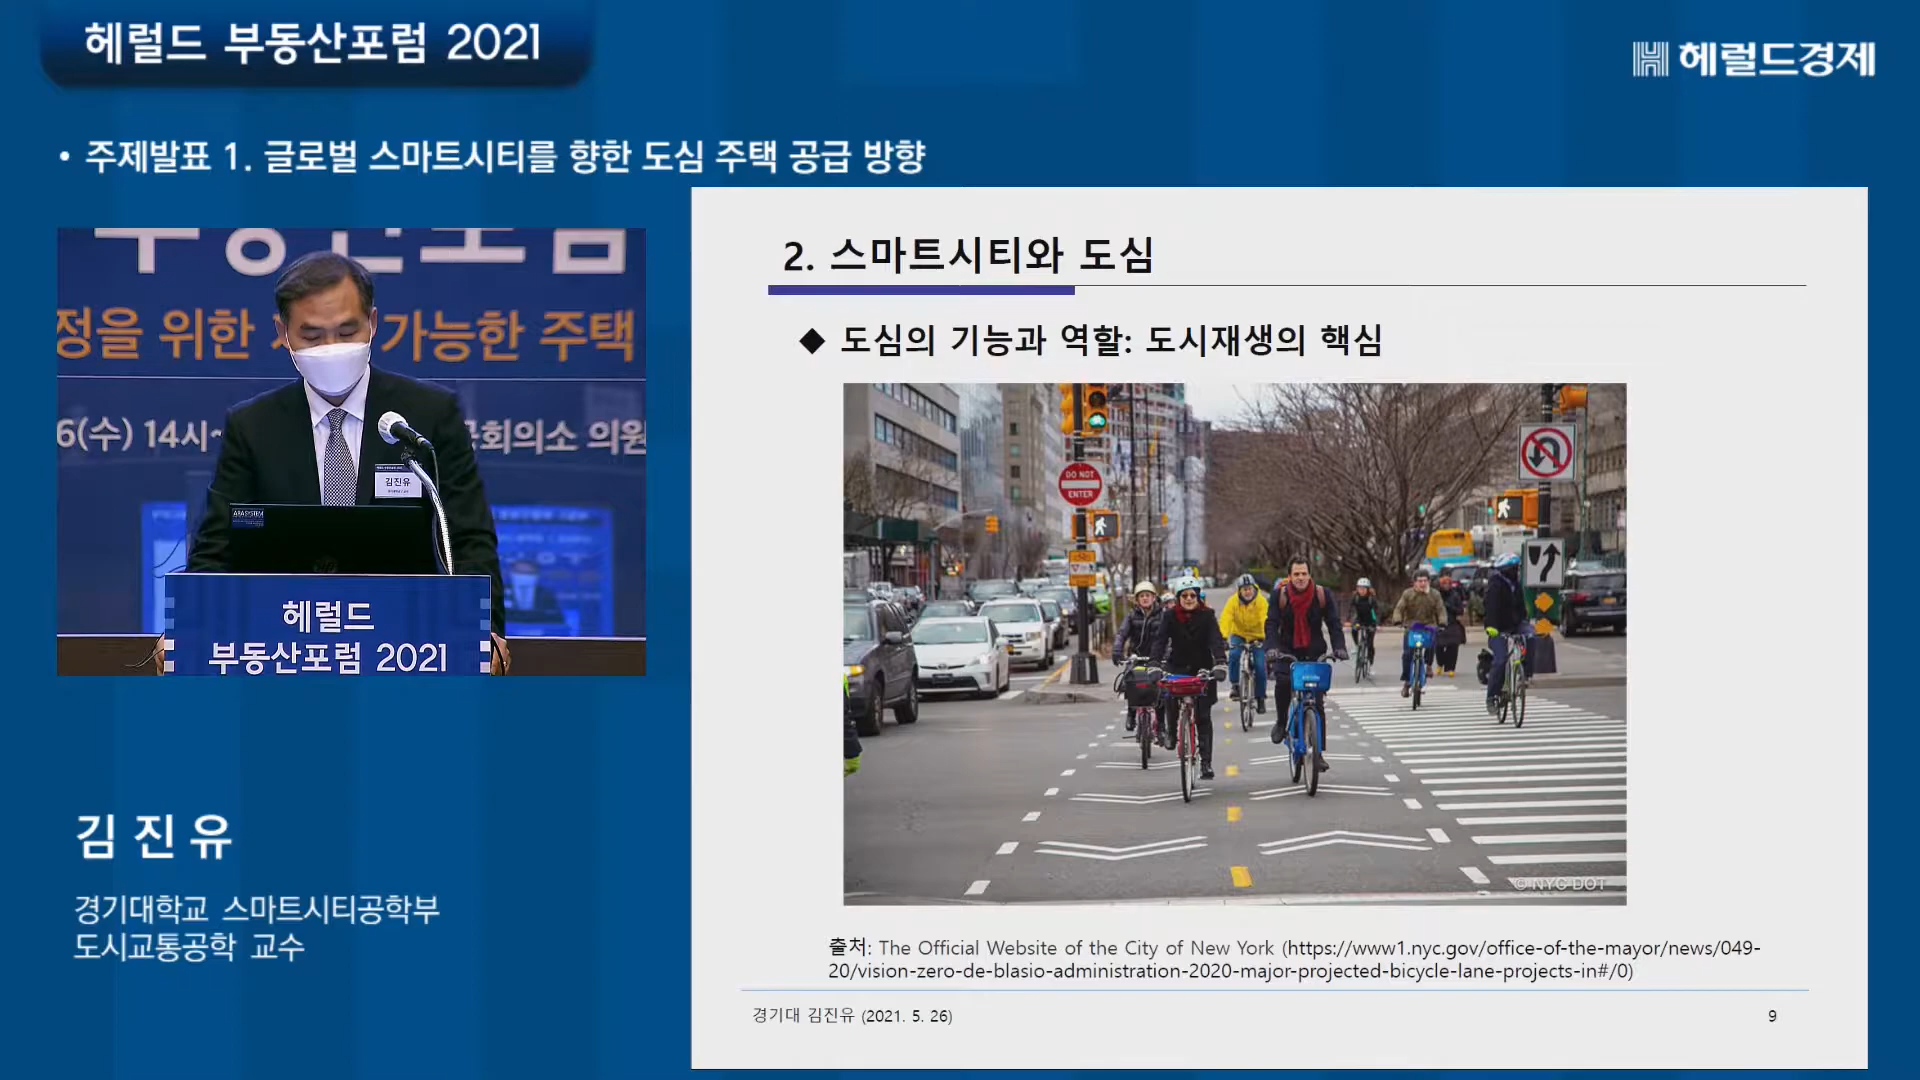 헤럴드 부동산포럼 2021
헤럴드경제
• 주제발표 1. 글로벌 스마트시티를 향한 도심 주택 공급 방향
정을 위한
가능한 주택
6(수) 14시~
회의소 의원
김진유
헤럴드
부동산포럼 2021
김 진 유
경기대학교 스마트시티공학부
도시교통공학 교수
2. 스마트시티와 도심
◆ 도심의 기능과 역할: 도시재생의 핵심
DO NOT
ENTER
© NYC DOT
출처: The Official Website of the City of New York (https://www1.nyc.gov/office-of-the-mayor/news/049-
20/vision-zero-de-blasio-administration-2020-major-projected-bicycle-lane-projects-in#/0)
경기대 김진유 (2021. 5. 26)
9